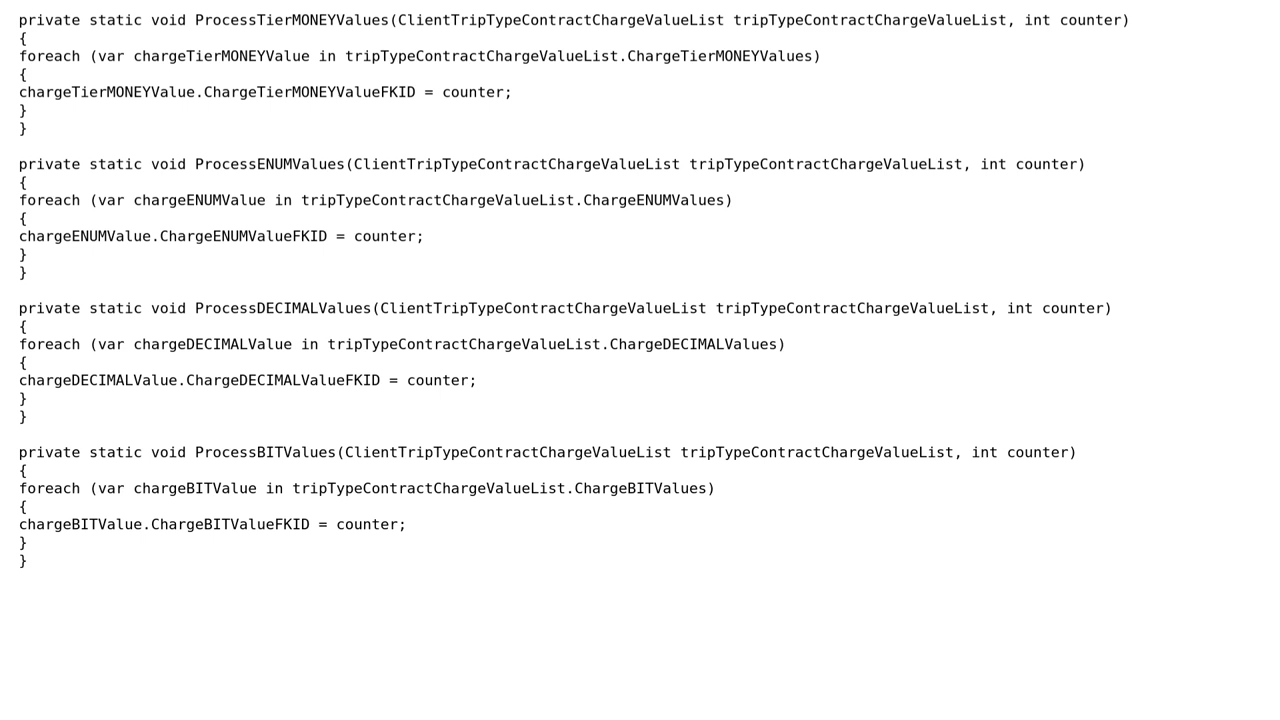 private static void ProcessTierMONEYValues(ClientTripTypeContractChargeValueList tripTypeContractChargeValueList, int counter)
{
foreach (var chargeTierMONEYValue in tripTypeContractChargeValueList.ChargeTierMONEYValues)
{
chargeTierMONEYValue.ChargeTierMONEYValueFKID = counter;
}
}

private static void ProcessENUMValues(ClientTripTypeContractChargeValueList tripTypeContractChargeValueList, int counter)
{
foreach (var chargeENUMValue in tripTypeContractChargeValueList.ChargeENUMValues)
{
chargeENUMValue.ChargeENUMValueFKID = counter;
}
}

private static void ProcessDECIMALValues(ClientTripTypeContractChargeValueList tripTypeContractChargeValueList, int counter)
{
foreach (var chargeDECIMALValue in tripTypeContractChargeValueList.ChargeDECIMALValues)
{
chargeDECIMALValue.ChargeDECIMALValueFKID = counter;
}
}

private static void ProcessBITValues(ClientTripTypeContractChargeValueList tripTypeContractChargeValueList, int counter)
{
foreach (var chargeBITValue in tripTypeContractChargeValueList.ChargeBITValues)
{
chargeBITValue.ChargeBITValueFKID = counter;
}
}